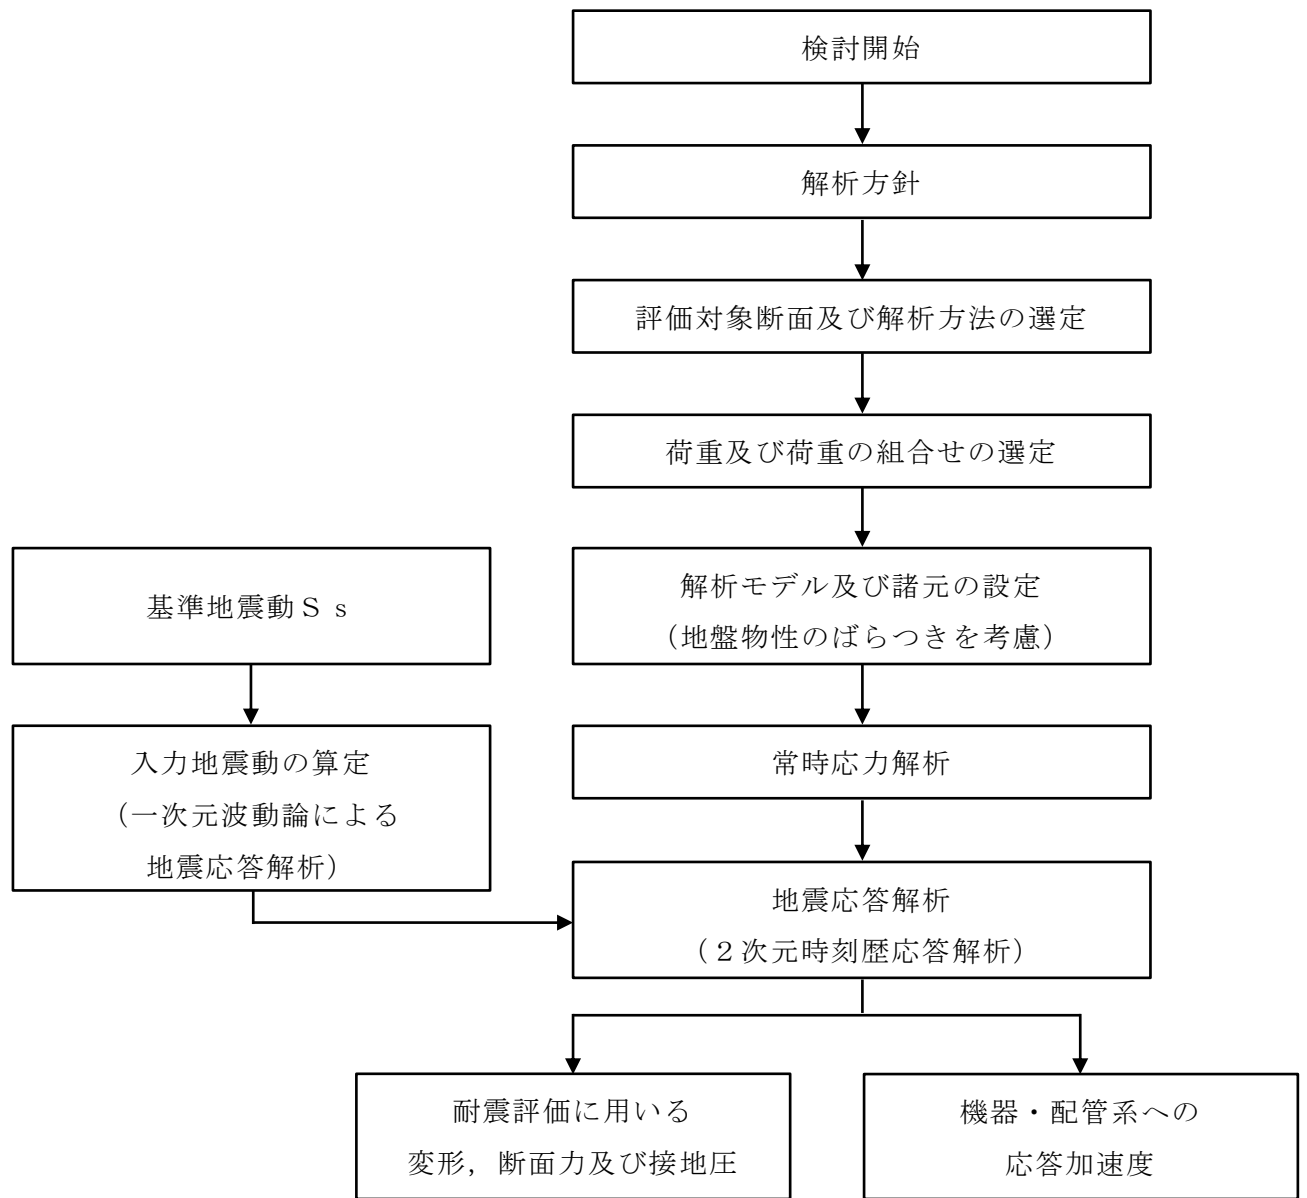 検討開始
解析方針
評価対象断面及び解析方法の選定
荷重及び荷重の組合せの選定
基準地震動Ｓｓ
解析モデル及び諸元の設定
（地盤物性のばらつきを考慮）
入力地震動の算定
（一次元波動論による
地震応答解析）
常時応力解析
地震応答解析
（２次元時刻歴応答解析）
耐震評価に用いる
変形，断面力及び接地圧
機器・配管系への
応答加速度